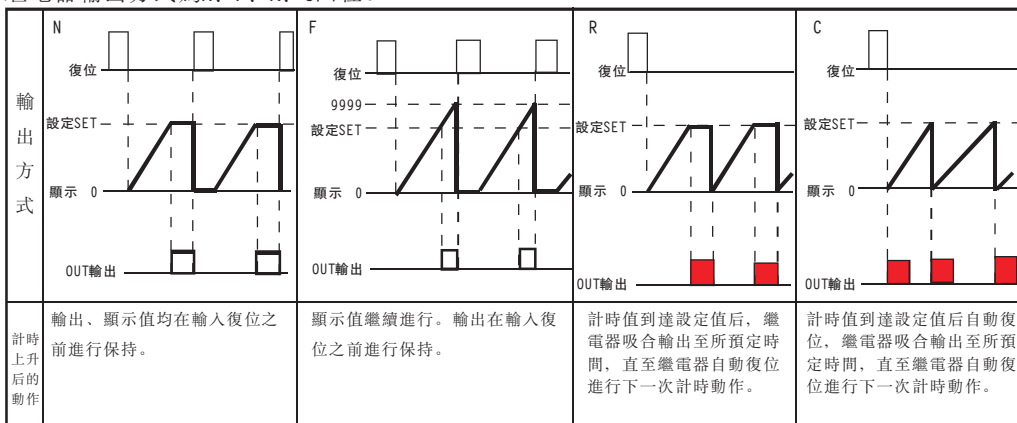 N
復位
設定SET
顯示 0
OUT輸出
F
復位
9999
設定SET
顯示 0
OUT輸出
R
復位
設定SET
顯示 0
OUT輸出
C
復位
設定SET
顯示 0
OUT輸出
輸出方式
計時
上升
后的
動作
輸出、顯示值均在輸入復位之
前進行保持。
顯示值繼續進行。輸出在輸入復
位之前進行保持。
計時值到達設定值后，繼
電器吸合輸出至所預定時
間，直至繼電器自動復位
進行下一次計時動作。
計時值到達設定值后自動復
位，繼電器吸合輸出至所預
定時間，直至繼電器自動復
位進行下一次計時動作。